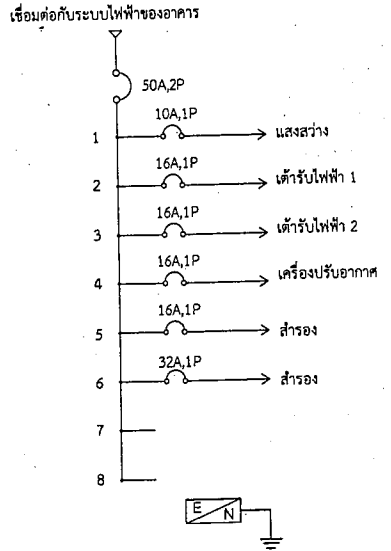 เชื่อมต่อกับระบบไฟฟ้าของอาคาร
50A,2P
1 10A,1P แสงสว่าง
2 16A,1P เต้ารับไฟฟ้า 1
3 16A,1P เต้ารับไฟฟ้า 2
4 16A,1P เครื่องปรับอากาศ
5 16A,1P สำรอง
6 32A,1P สำรอง
7
8
E N